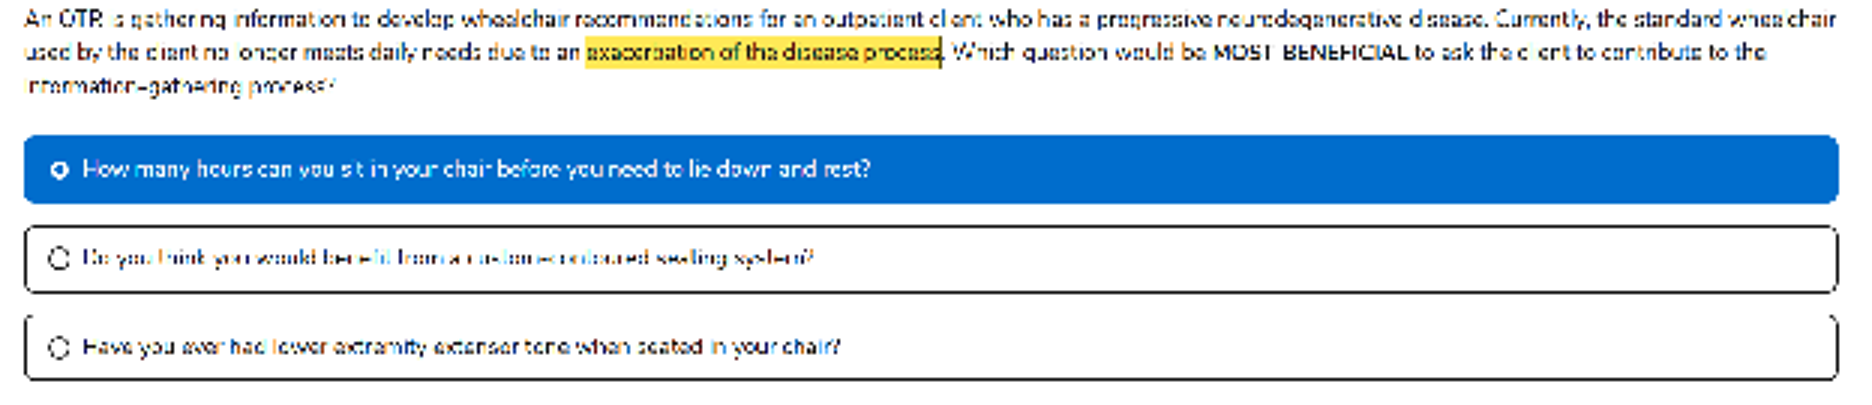 An OTR is gathering information to develop wheelchair recommendations for an outpatient client who has a progressive neurodegenerative disease. Currently, the standard wheelchair
used by the client no longer meets daily needs due to an exacerbation of the disease process. Which question would be MOST BENEFICIAL to ask the client to contribute to the
information-gathering process?
How many hours can you sit in your chair before you need to lie down and rest?
Do you think you would benefit from a custom-contoured seating system?
Have you ever had lower extremity extensor tone when seated in your chair?